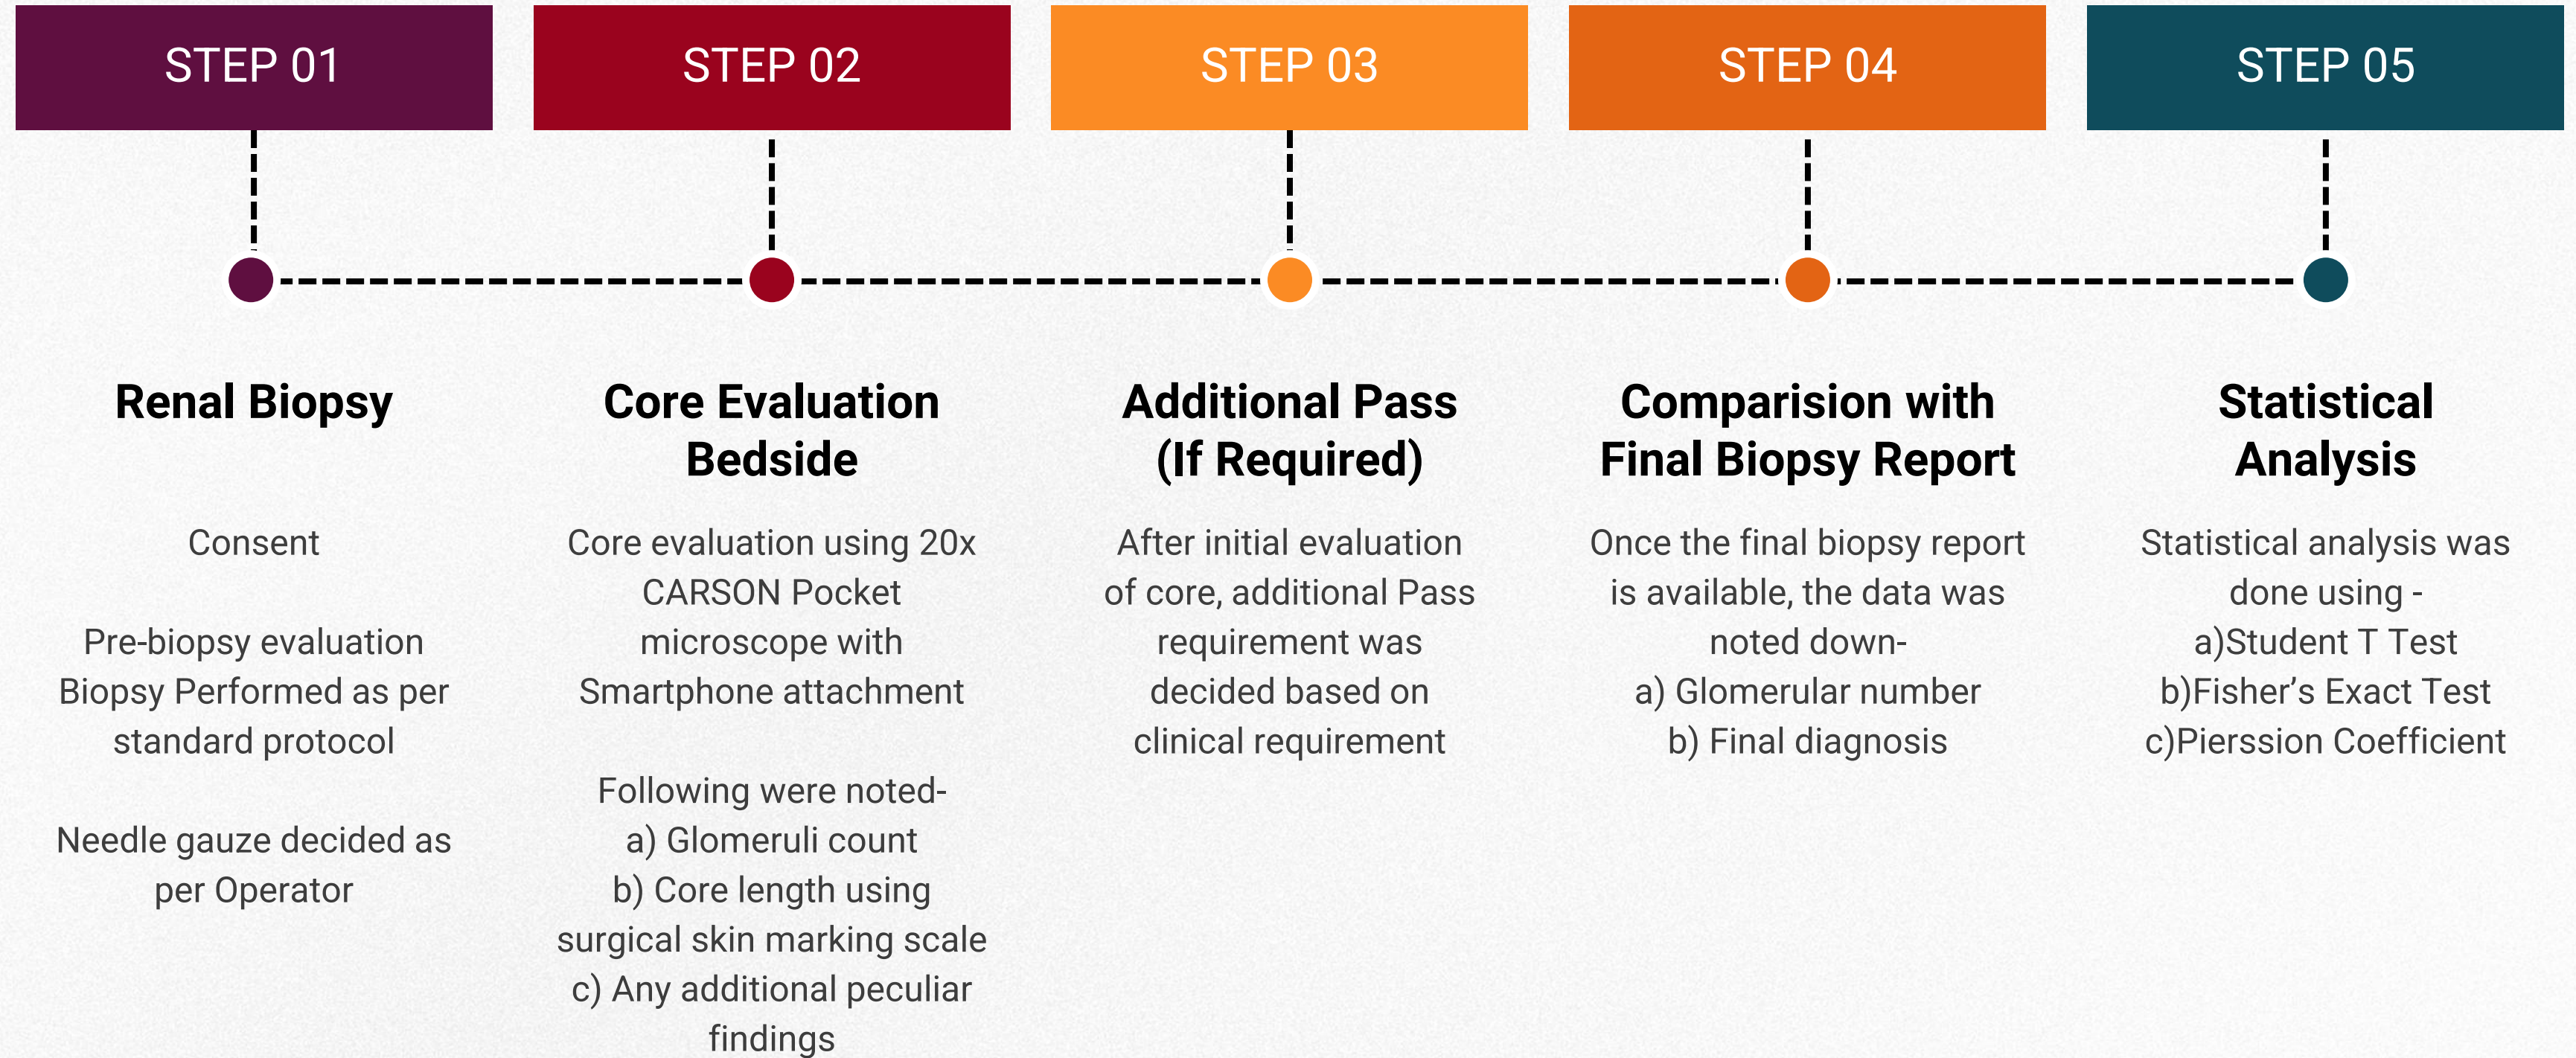 STEP 01
STEP 02
STEP 03
STEP 04
STEP 05
Renal Biopsy
Consent
Pre-biopsy evaluation
Biopsy Performed as per
standard protocol
Needle gauze decided as
per Operator
Core Evaluation
Bedside
Core evaluation using 20x
CARSON Pocket
microscope with
Smartphone attachment
Following were noted-
a) Glomeruli count
b) Core length using
surgical skin marking scale
c) Any additional peculiar
findings
Additional Pass
(If Required)
After initial evaluation
of core, additional Pass
requirement was
decided based on
clinical requirement
Comparision with
Final Biopsy Report
Once the final biopsy report
is available, the data was
noted down-
a) Glomerular number
b) Final diagnosis
Statistical
Analysis
Statistical analysis was
done using -
a)Student T Test
b)Fisher’s Exact Test
c)Pierssion Coefficient